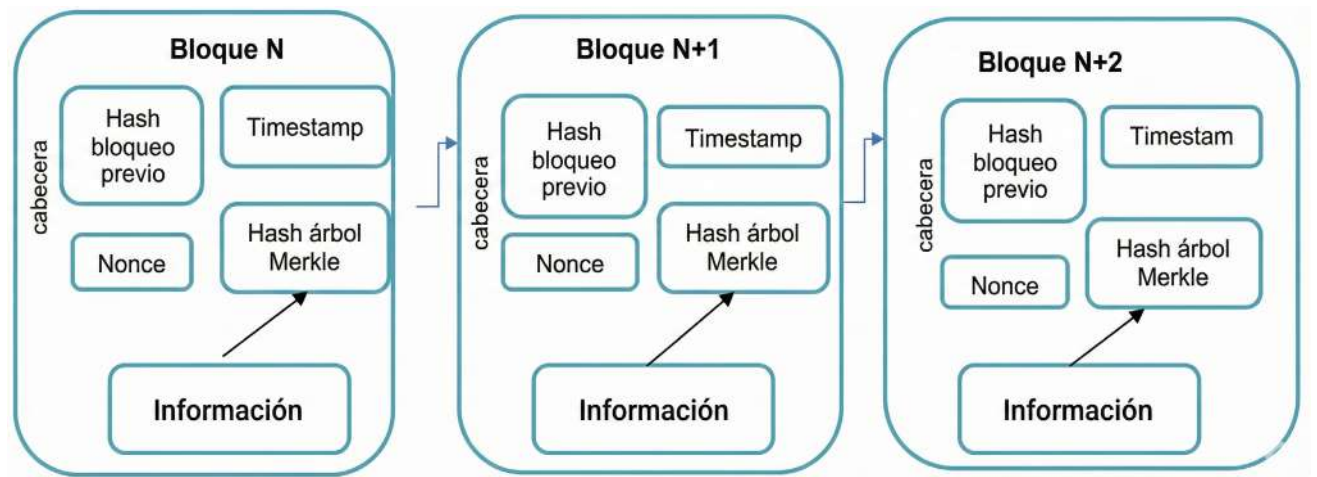 Bloque N
cabecera
Hash
bloqueo
previo
Timestamp
Nonce
Hash árbol
Merkle
Información
Bloque N+1
cabecera
Hash
bloqueo
previo
Timestamp
Nonce
Hash árbol
Merkle
Información
Bloque N+2
cabecera
Hash
bloqueo
previo
Timestam
Nonce
Hash árbol
Merkle
Información